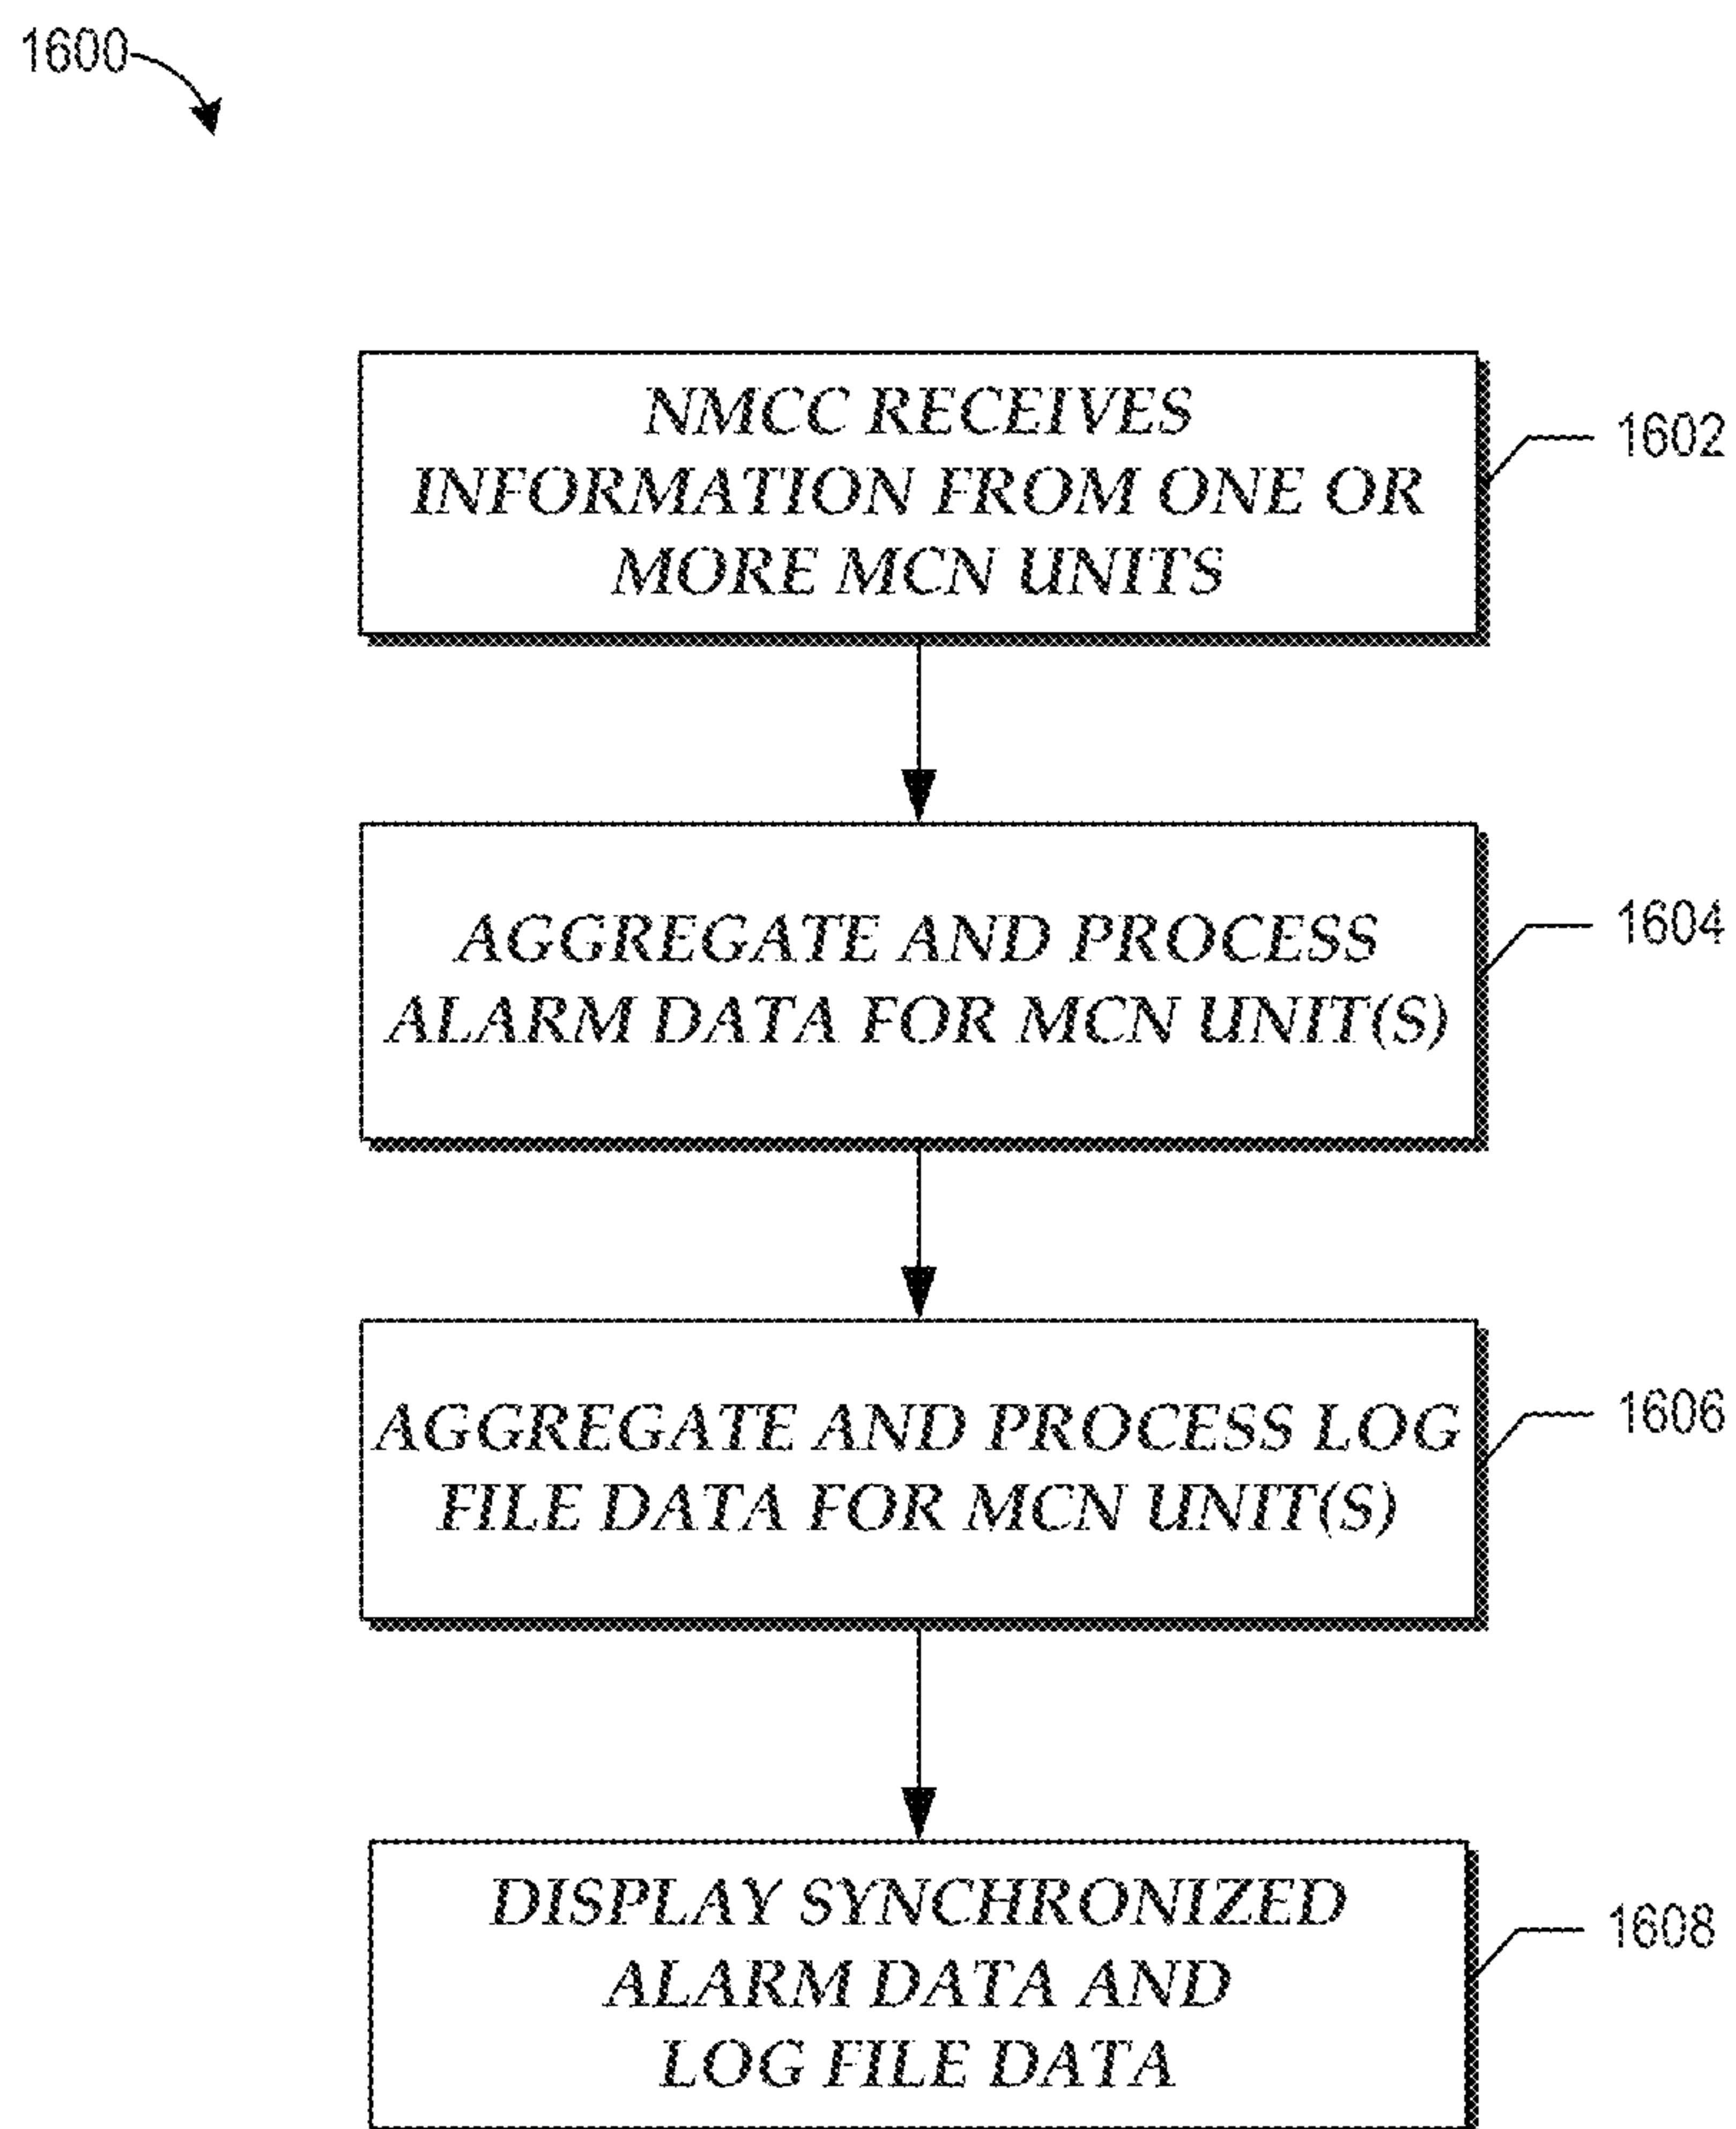 1600
NMCC RECEIVES
INFORMATION FROM ONE OR
MORE MCN UNITS
1602
AGGREGATE AND PROCESS
ALARM DATA FOR MCN UNIT(S)
1604
AGGREGATE AND PROCESS LOG
FILE DATA FOR MCN UNIT(S)
1606
DISPLAY SYNCHRONIZED
ALARM DATA AND
LOG FILE DATA
1608